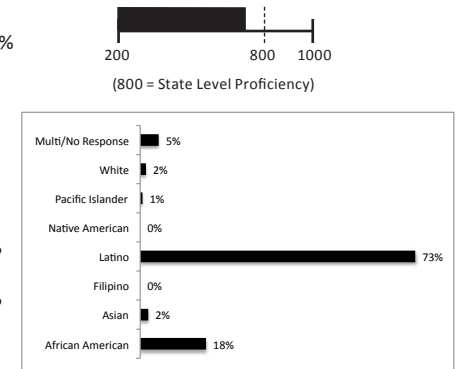 %
200 800 1000
(800 = State Level Proficiency)
Multi/No Response 5%
White 2%
Pacific Islander 1%
Native American 0%
Latino 73%
Filipino 0%
Asian 2%
African American 18%